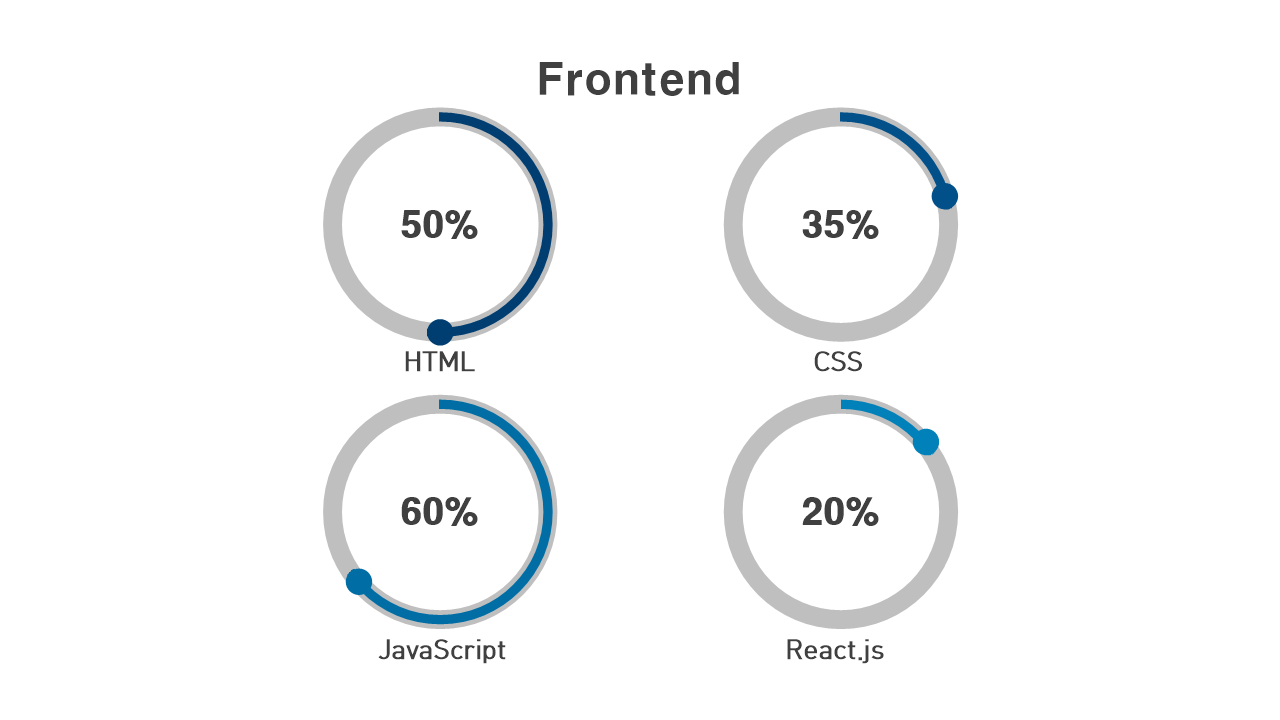 Frontend
50%
35%
HTML
CSS
60%
20%
JavaScript
React.js